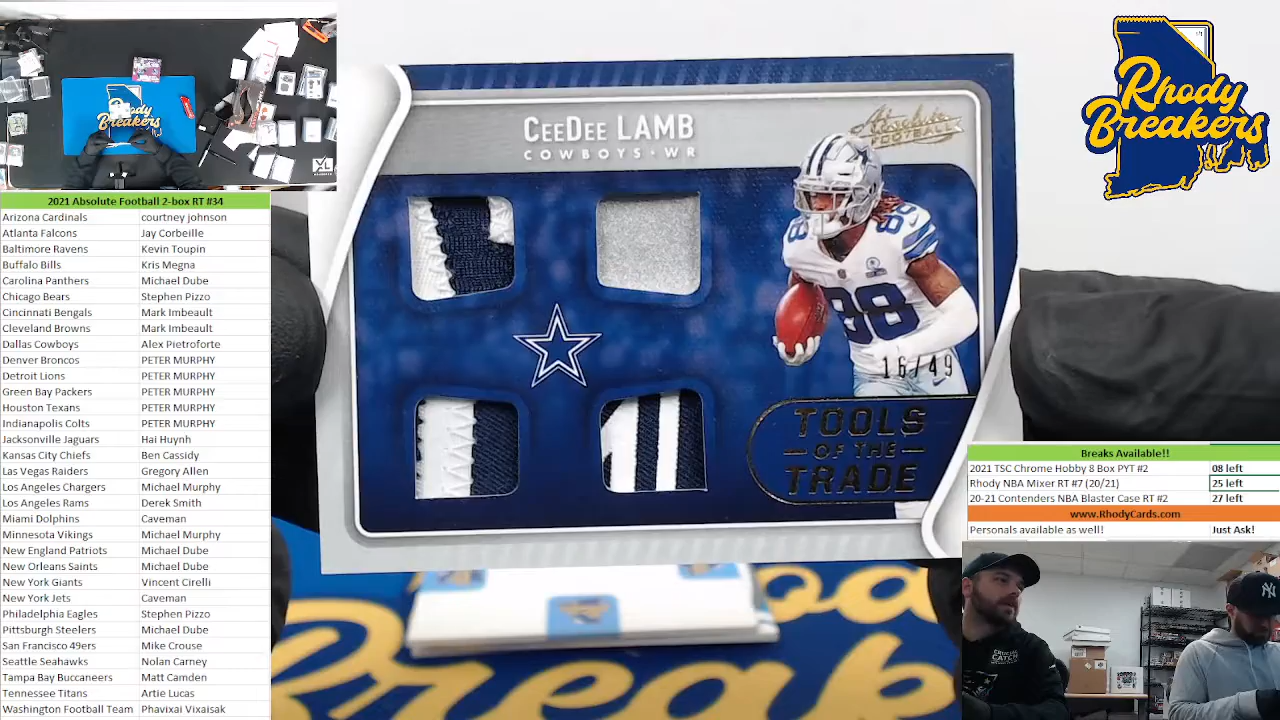 Rhody
Breakers
2021 Absolute Football 2-box RT #34
Arizona Cardinals courtney johnson
Atlanta Falcons Jay Corbeille
Baltimore Ravens Kevin Toupin
Buffalo Bills Kris Megna
Carolina Panthers Michael Dube
Chicago Bears Stephen Pizzo
Cincinnati Bengals Mark Imbeault
Cleveland Browns Mark Imbeault
Dallas Cowboys Alex Pietroforte
Denver Broncos PETER MURPHY
Detroit Lions PETER MURPHY
Green Bay Packers PETER MURPHY
Houston Texans PETER MURPHY
Indianapolis Colts PETER MURPHY
Jacksonville Jaguars Hai Huynh
Kansas City Chiefs Ben Cassidy
Las Vegas Raiders Gregory Allen
Los Angeles Chargers Michael Murphy
Los Angeles Rams Derek Smith
Miami Dolphins Caveman
Minnesota Vikings Michael Murphy
New England Patriots Michael Dube
New Orleans Saints Michael Dube
New York Giants Vincent Cirelli
New York Jets Caveman
Philadelphia Eagles Stephen Pizzo
Pittsburgh Steelers Michael Dube
San Francisco 49ers Mike Crouse
Seattle Seahawks Nolan Carney
Tampa Bay Buccaneers Matt Camden
Tennessee Titans Artie Lucas
Washington Football Team Phavixai Vixaisak
CEEDEE LAMB
COWBOYS • WR
Absolute
FOOTBALL
88
88
16/49
TOOLS
OF THE
TRADE
Rhody
Breakers
Breaks Available!!
2021 TSC Chrome Hobby 8 Box PYT #2 08 left
Rhody NBA Mixer RT #7 (20/21) 25 left
20-21 Contenders NBA Blaster Case RT #2 27 left
www.RhodyCards.com
Personals available as well! Just Ask!
CRUCIAL
CATCH
NY